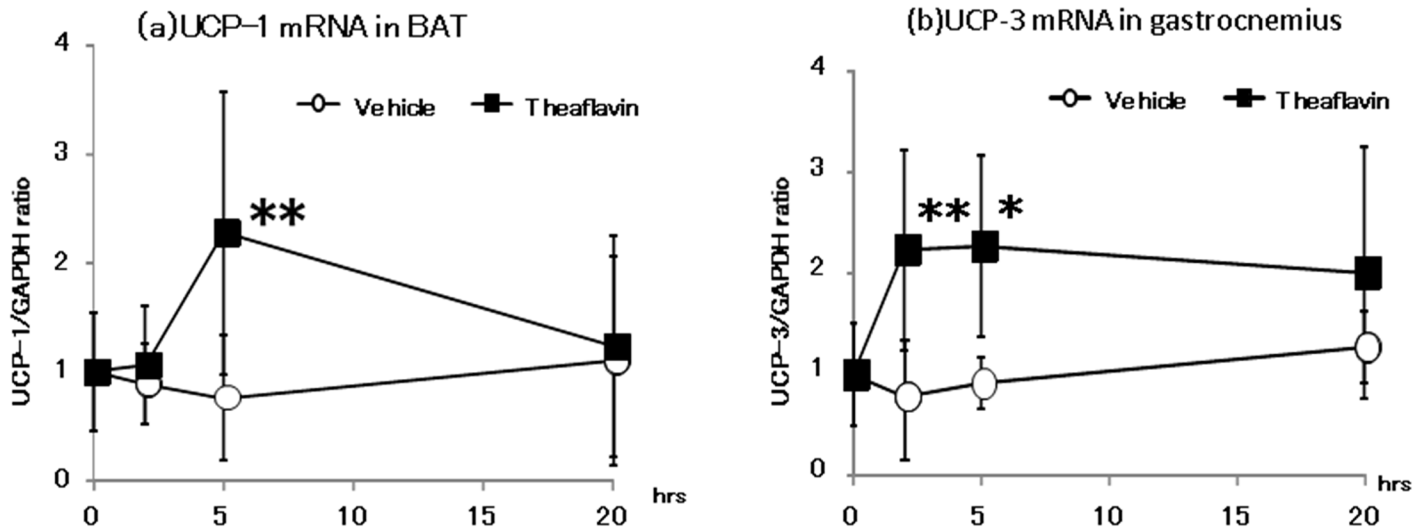 (a)UCP-1 mRNA in BAT
4
3
2
1
0
UCP-1/GAPDH ratio
Vehicle
Theaflavin
**
0
5
10
15
20
hrs
(b)UCP-3 mRNA in gastrocnemius
4
3
2
1
0
UCP-3/GAPDH ratio
Vehicle
Theaflavin
**
*
0
5
10
15
20
hrs